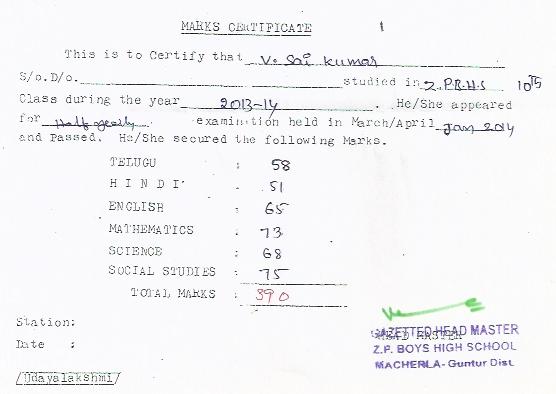 MARKS CERTIFICATE
This is to Certify that V. Sai Kumar
S/o.D/o. studied in Z.P.B.H.S 10th
Class during the year 2013-14. He/She appeared
for Half yearly examination held in March/April Jan 2014
and Passed. He/She secured the following Marks.
TELUGU : 58
HINDI : 51
ENGLISH : 65
MATHEMATICS : 73
SCIENCE : 68
SOCIAL STUDIES : 75
TOTAL MARKS : 390
Station:
Date :
HEAD MASTER
GAZETTED HEAD MASTER
Z.P. BOYS HIGH SCHOOL
MACHERLA- Guntur Dist.
/Udayalakshmi/